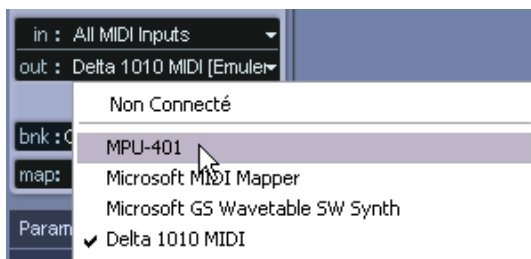 in : All MIDI Inputs
out : Delta 1010 MIDI [Emuler
Non Connecté
bnk :
MPU-401
map:
Microsoft MIDI Mapper
Microsoft GS Wavetable SW Synth
Param
Delta 1010 MIDI